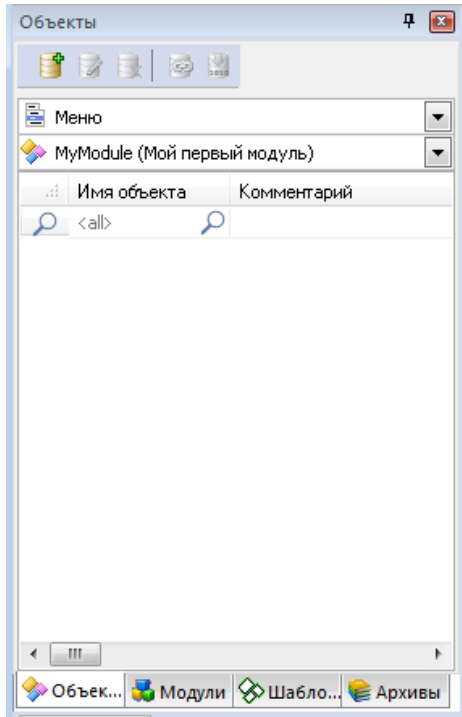 Объекты
Меню
MyModule (Мой первый модуль)
Имя объекта Комментарий
<all>
Объек... Модули Шабло... Архивы